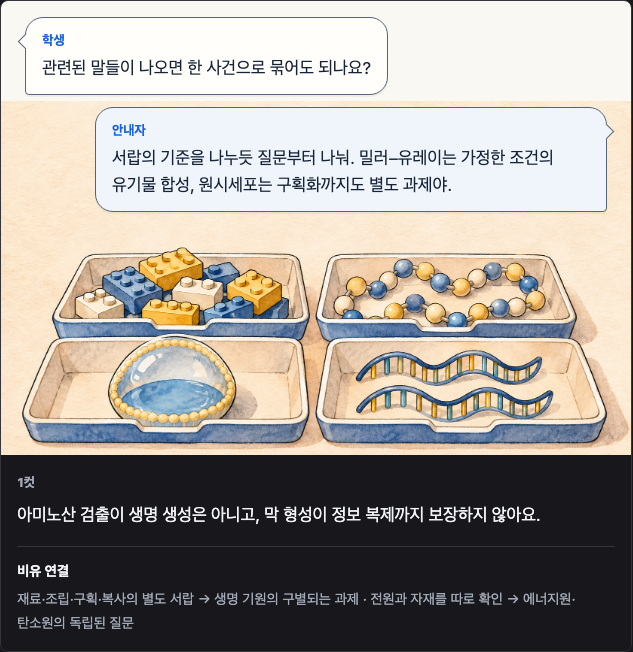 학생
관련된 말들이 나오면 한 사건으로 묶어도 되나요?
안내자
서랍의 기준을 나누듯 질문부터 나눠. 밀러–유레이는 가정한 조건의
유기물 합성, 원시세포는 구획화까지도 별도 과제야.
1컷
아미노산 검출이 생명 생성은 아니고, 막 형성이 정보 복제까지 보장하지 않아요.
비유 연결
재료·조립·구획·복사의 별도 서랍 → 생명 기원의 구별되는 과제 · 전원과 자재를 따로 확인 → 에너지원·
탄소원의 독립된 질문